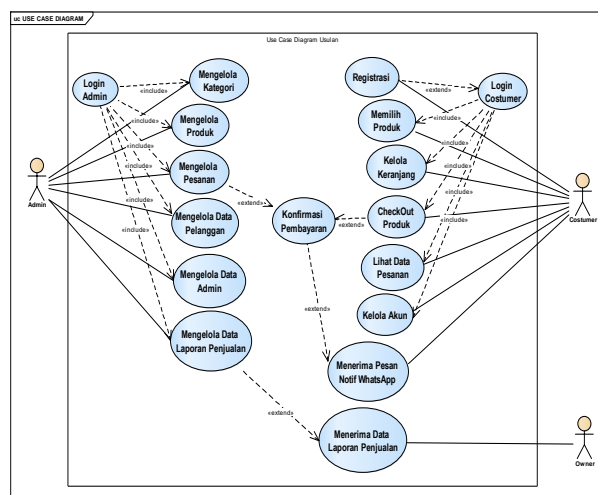 uc USE CASE DIAGRAM
Use Case Diagram Usulan
Login
Admin
«include»
Mengelola
Kategori
Registrasi
«extend»
Login
Costumer
«include»
Mengelola
Produk
Memilih
Produk
«include»
«include»
Mengelola
Pesanan
Kelola
Keranjang
«include»
«include»
Admin
«extend»
Konfirmasi
Pembayaran
«extend»
CheckOut
Produk
«include»
Costumer
Mengelola Data
Pelanggan
«include»
«include»
Lihat Data
Pesanan
Mengelola Data
Admin
«extend»
Kelola Akun
Mengelola Data
Laporan Penjualan
Menerima Pesan
Notif WhatsApp
«extend»
Menerima Data
Laporan Penjualan
Owner